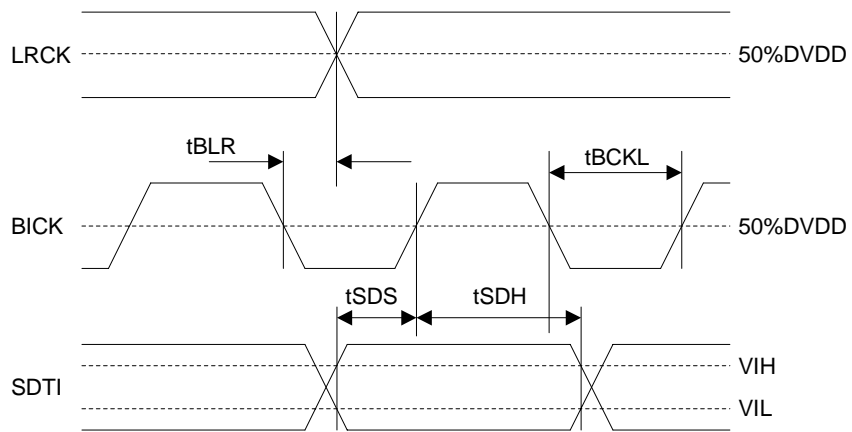 LRCK
50%DVDD
tBLR
tBCKL
BICK
50%DVDD
tSDS
tSDH
SDTI
VIH
VIL